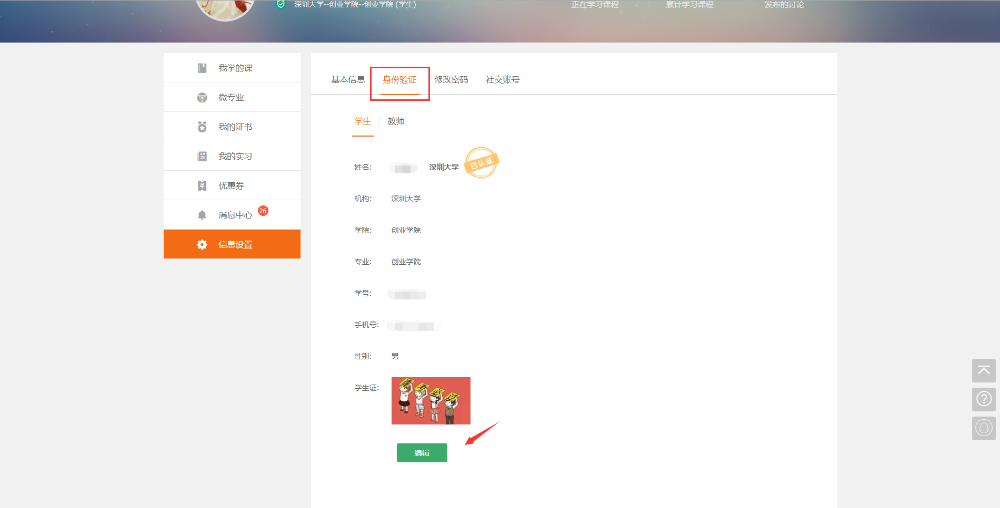 深圳大学--创业学院--创业学院 (学生)
正在学习课程
累计学习课程
发布的讨论
我学的课
微专业
我的证书
我的实习
优惠券
消息中心 26
信息设置
基本信息 身份验证 修改密码 社交账号
学生 教师
姓名: 深圳大学 已认证
机构: 深圳大学
学院: 创业学院
专业: 创业学院
学号:
手机号:
性别: 男
学生证:
逢考必过
编辑